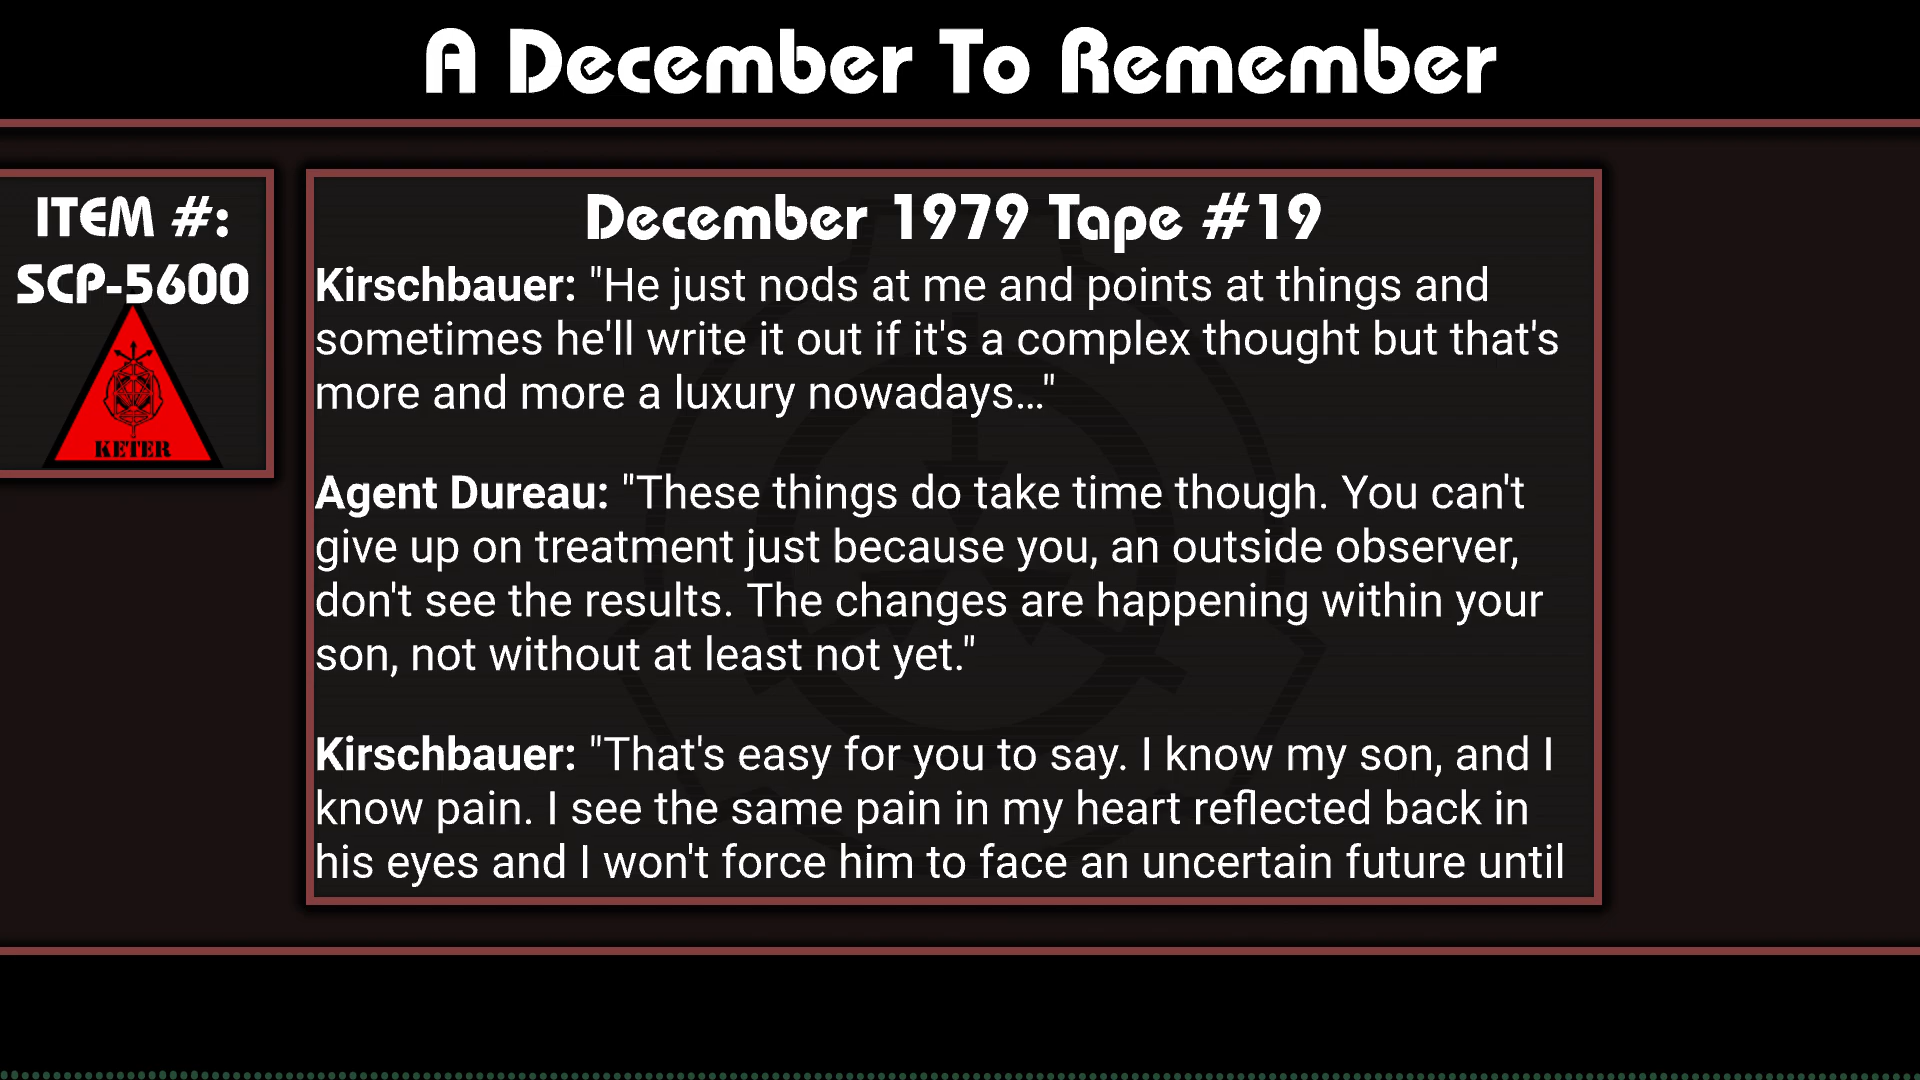 A December To Remember
ITEM #:
SCP-5600
KETER
December 1979 Tape #19
Kirschbauer: "He just nods at me and points at things and
sometimes he'll write it out if it's a complex thought but that's
more and more a luxury nowadays..."
Agent Dureau: "These things do take time though. You can't
give up on treatment just because you, an outside observer,
don't see the results. The changes are happening within your
son, not without at least not yet."
Kirschbauer: "That's easy for you to say. I know my son, and I
know pain. I see the same pain in my heart reflected back in
his eyes and I won't force him to face an uncertain future until